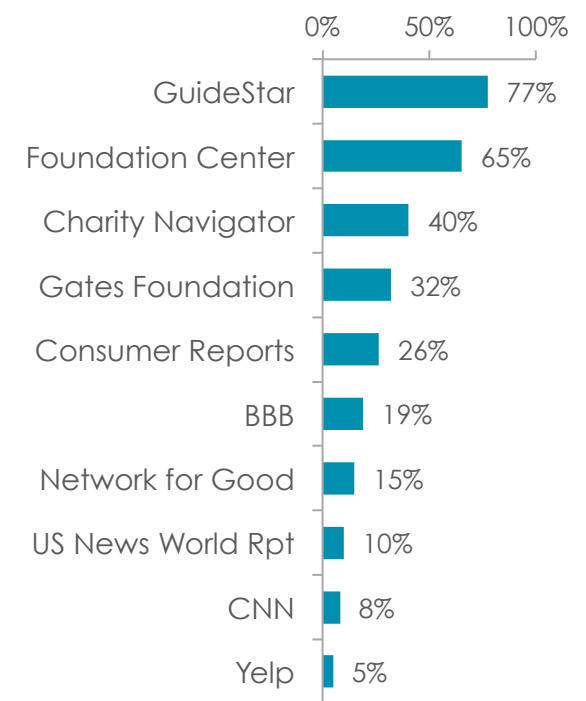 0% 50% 100%
GuideStar 77%
Foundation Center 65%
Charity Navigator 40%
Gates Foundation 32%
Consumer Reports 26%
BBB 19%
Network for Good 15%
US News World Rpt 10%
CNN 8%
Yelp 5%